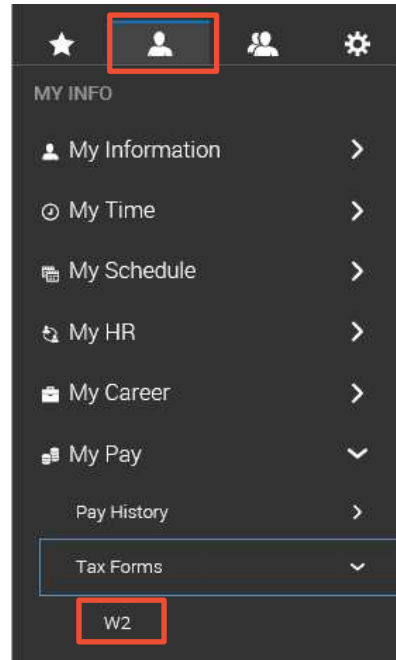 MY INFO
My Information
My Time
My Schedule
My HR
My Career
My Pay
Pay History
Tax Forms
W2